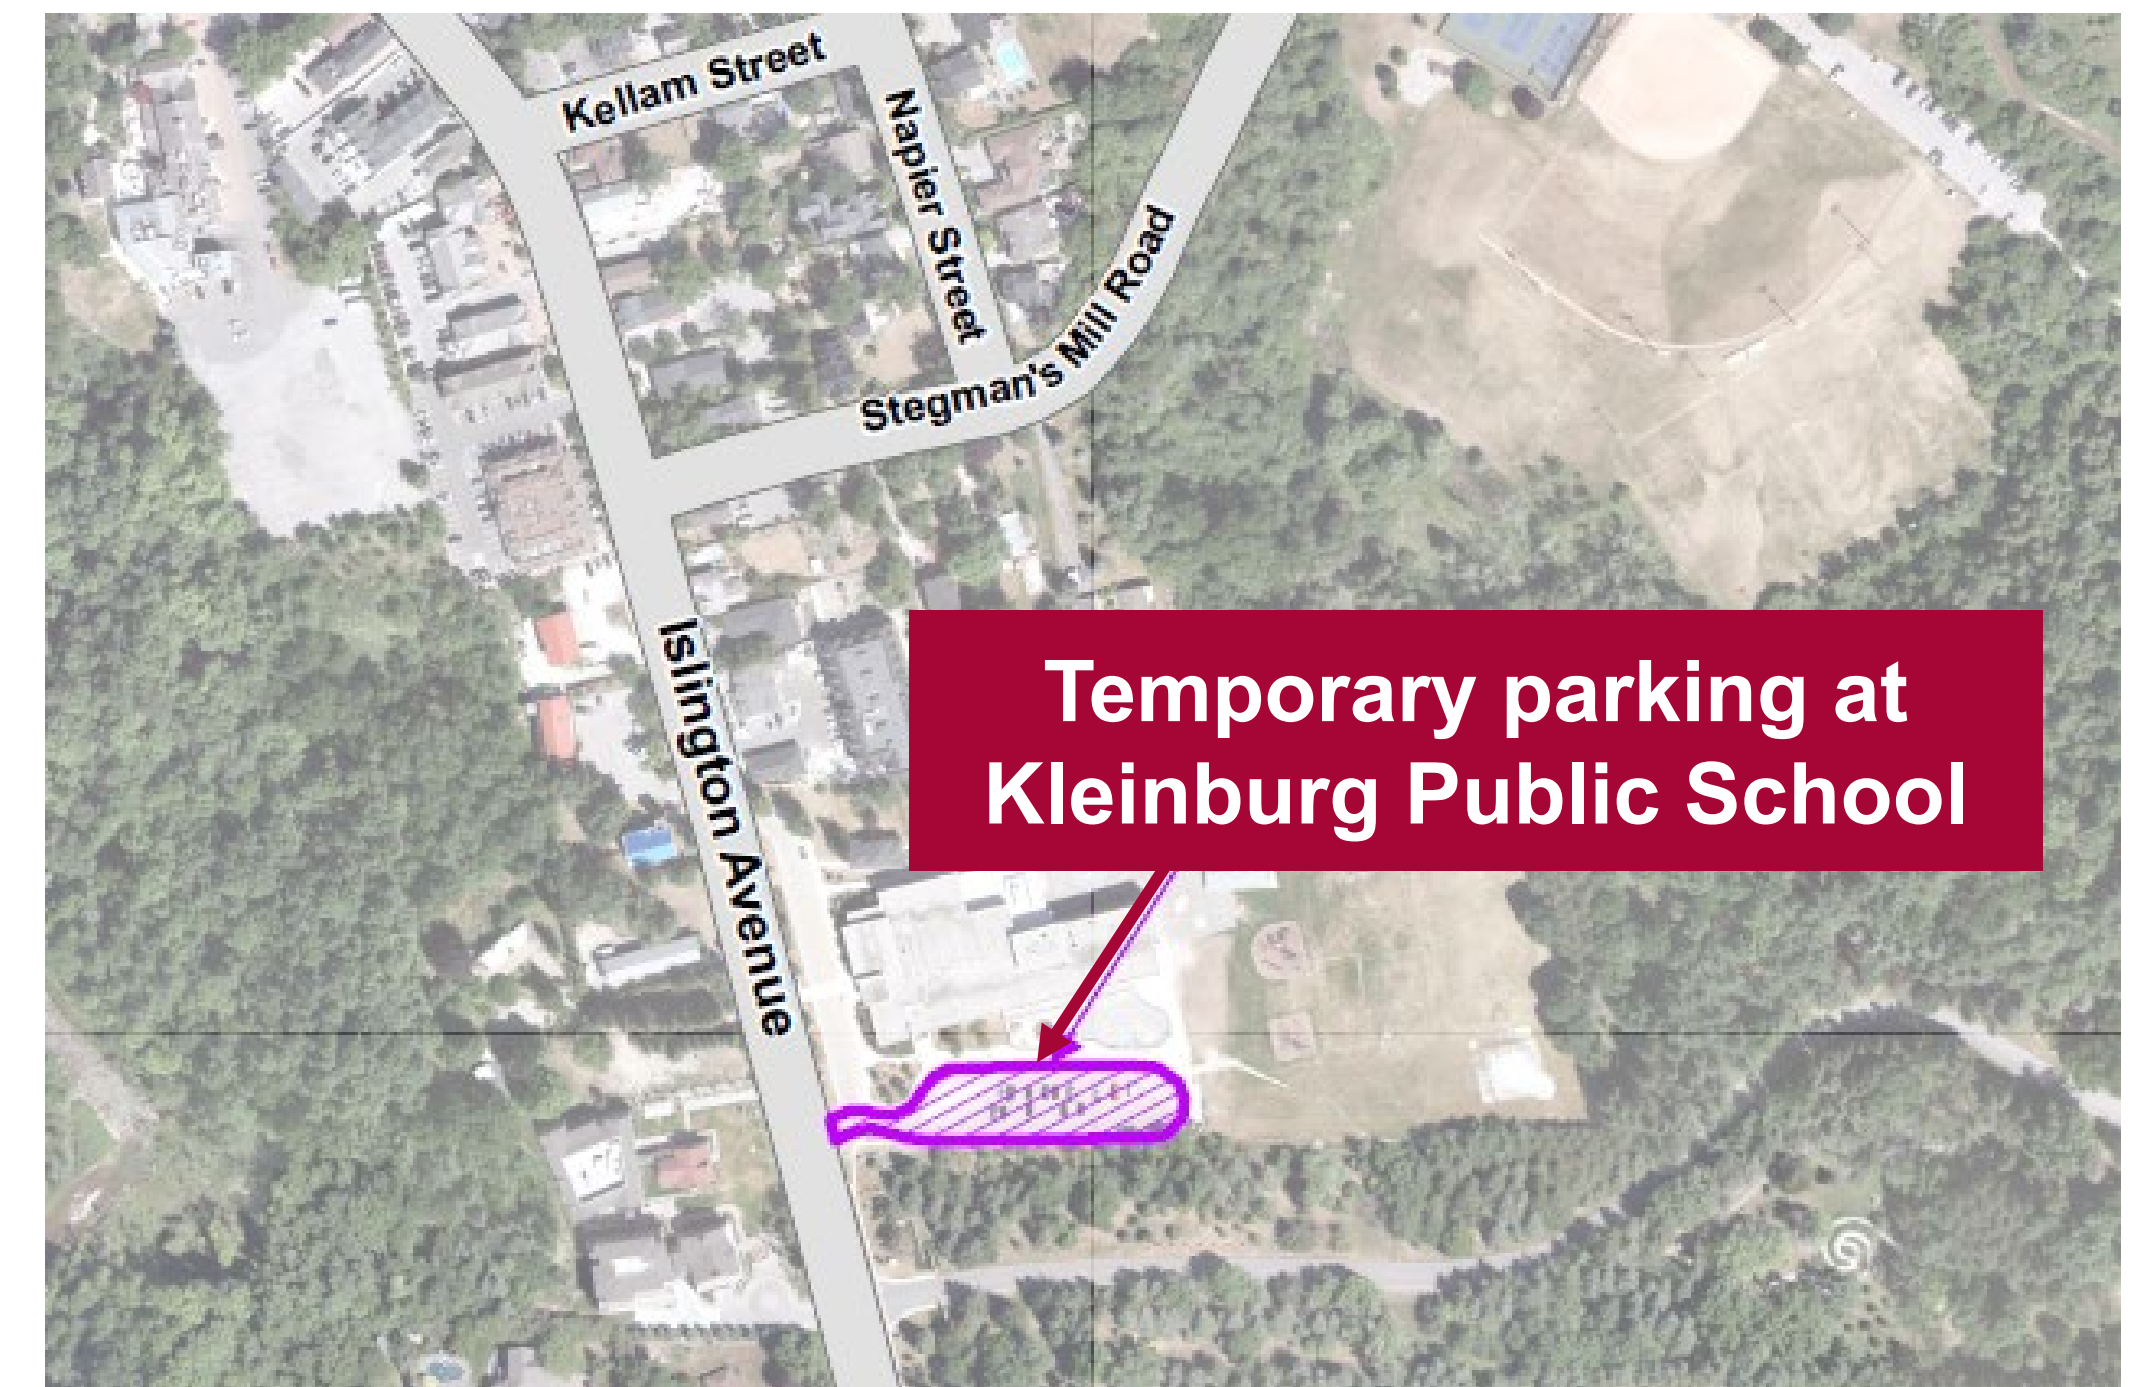 Kellam Street
Napier Street
Stegman's Mill Road
Islington Avenue
Temporary parking at
Kleinburg Public School